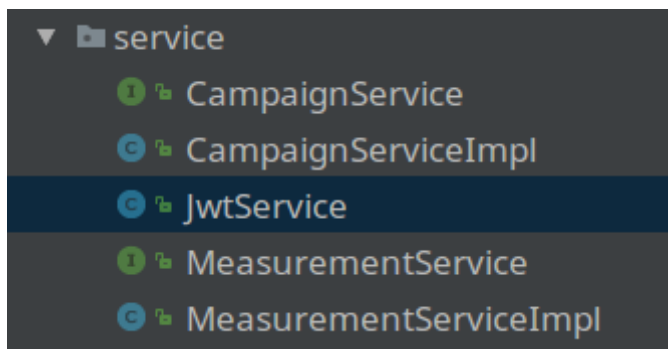 service
I CampaignService
C CampaignServiceImpl
C JwtService
I MeasurementService
C MeasurementServiceImpl